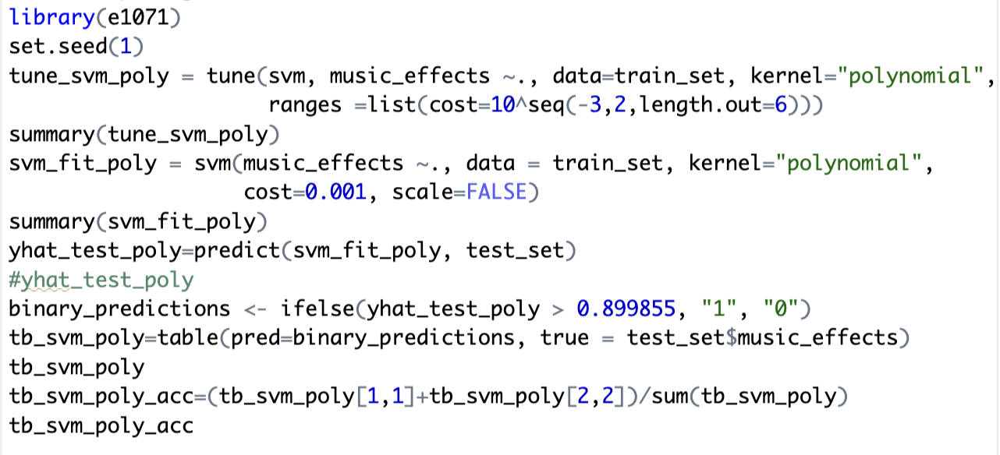 library(e1071)
set.seed(1)
tune_svm_poly = tune(svm, music_effects ~., data=train_set, kernel="polynomial",
                     ranges =list(cost=10^seq(-3,2,length.out=6)))
summary(tune_svm_poly)
svm_fit_poly = svm(music_effects ~., data = train_set, kernel="polynomial",
                   cost=0.001, scale=FALSE)
summary(svm_fit_poly)
yhat_test_poly=predict(svm_fit_poly, test_set)
#yhat_test_poly
binary_predictions <- ifelse(yhat_test_poly > 0.899855, "1", "0")
tb_svm_poly=table(pred=binary_predictions, true = test_set$music_effects)
tb_svm_poly
tb_svm_poly_acc=(tb_svm_poly[1,1]+tb_svm_poly[2,2])/sum(tb_svm_poly)
tb_svm_poly_acc